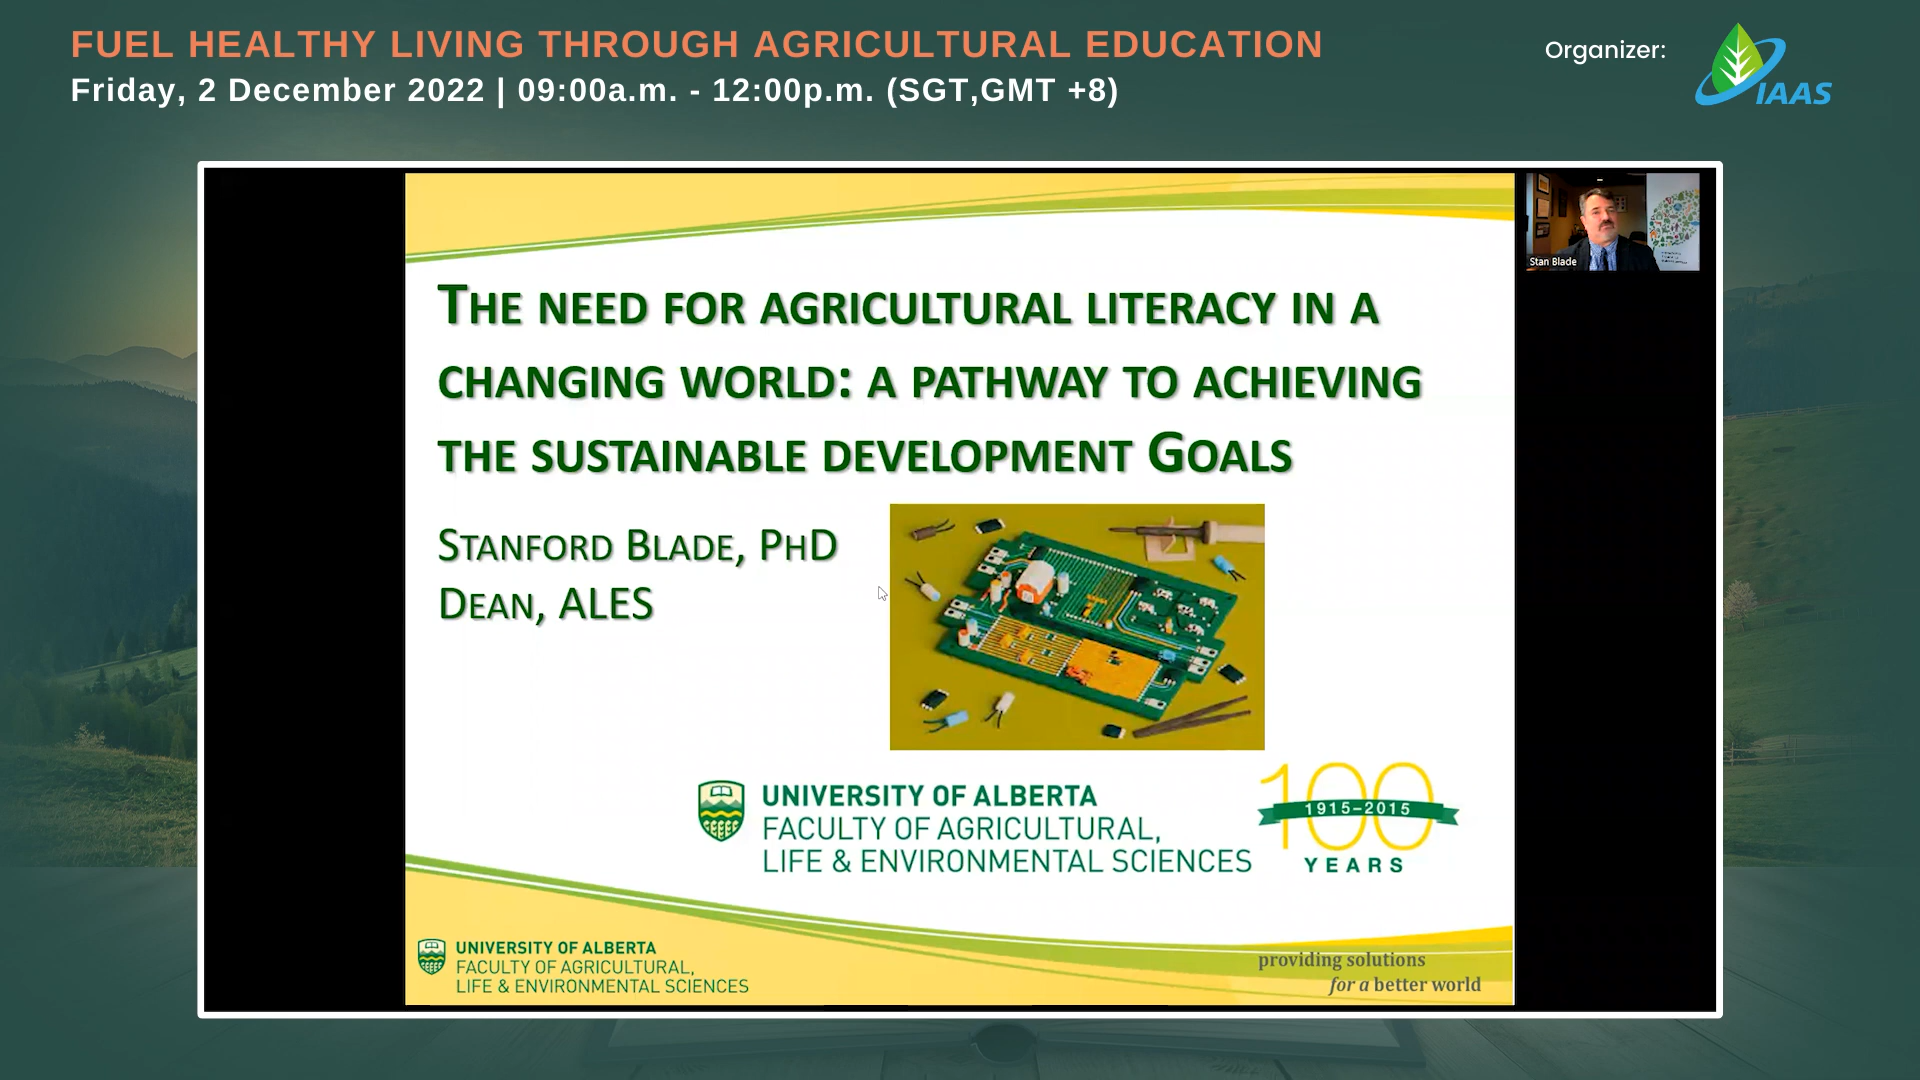 FUEL HEALTHY LIVING THROUGH AGRICULTURAL EDUCATION
Friday, 2 December 2022 | 09:00a.m. - 12:00p.m. (SGT,GMT +8)
Organizer:
IAAS
Stan Blade
THE NEED FOR AGRICULTURAL LITERACY IN A
CHANGING WORLD: A PATHWAY TO ACHIEVING
THE SUSTAINABLE DEVELOPMENT GOALS
STANFORD BLADE, PHD
DEAN, ALES
UNIVERSITY OF ALBERTA
FACULTY OF AGRICULTURAL,
LIFE & ENVIRONMENTAL SCIENCES
100
1915–2015
YEARS
UNIVERSITY OF ALBERTA
FACULTY OF AGRICULTURAL,
LIFE & ENVIRONMENTAL SCIENCES
providing solutions
for a better world